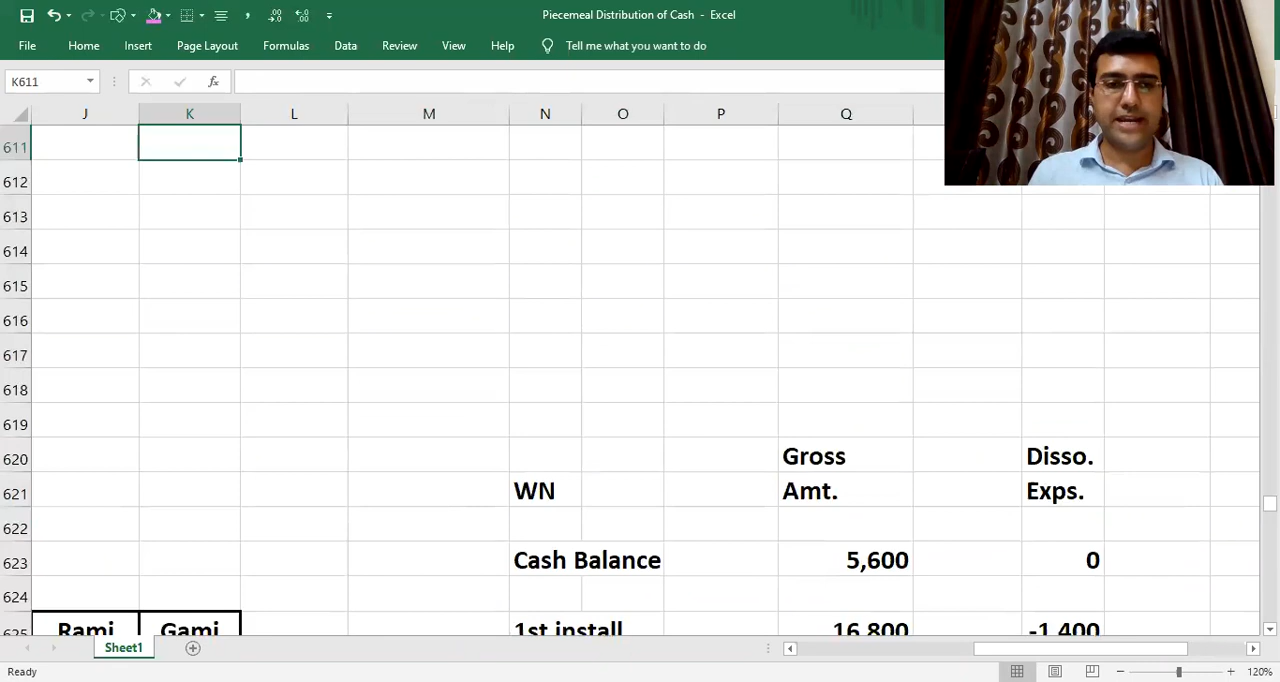 Piecemeal Distribution of Cash - Excel
File Home Insert Page Layout Formulas Data Review View Help Tell me what you want to do
K611 fx
J K L M N O P Q
611
612
613
614
615
616
617
618
619
620 Gross Disso.
621 WN Amt. Exps.
622
623 Cash Balance 5,600 0
624
625 Rami Gami 1st install 16,800 -1,400
Sheet1
Ready 120%